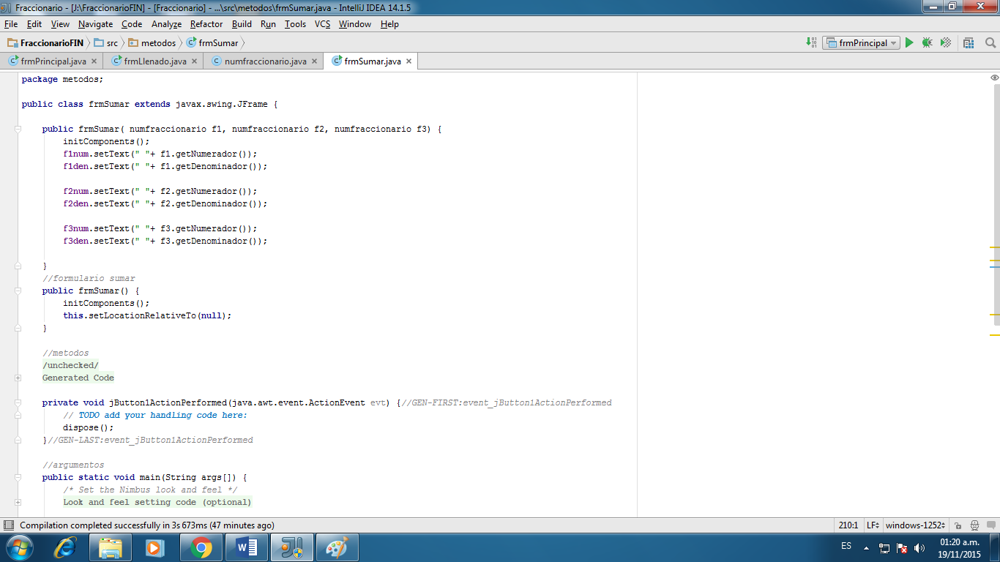 Fraccionario - [J:\FraccionarioFIN] - [Fraccionario] - ...\src\metodos\frmSumar.java - IntelliJ IDEA 14.1.5
File Edit View Navigate Code Analyze Refactor Build Run Tools VCS Window Help
FraccionarioFIN src metodos frmSumar frmPrincipal
frmPrincipal.java frmLlenado.java numfraccionario.java frmSumar.java
package metodos;
public class frmSumar extends javax.swing.JFrame {
public frmSumar( numfraccionario f1, numfraccionario f2, numfraccionario f3) {
initComponents();
f1num.setText(" "+ f1.getNumerador());
f1den.setText(" "+ f1.getDenominador());
f2num.setText(" "+ f2.getNumerador());
f2den.setText(" "+ f2.getDenominador());
f3num.setText(" "+ f3.getNumerador());
f3den.setText(" "+ f3.getDenominador());
}
//formulario sumar
public frmSumar() {
initComponents();
this.setLocationRelativeTo(null);
}
//metodos
/unchecked/
Generated Code
private void jButton1ActionPerformed(java.awt.event.ActionEvent evt) {//GEN-FIRST:event_jButton1ActionPerformed
// TODO add your handling code here:
dispose();
}//GEN-LAST:event_jButton1ActionPerformed
//argumentos
public static void main(String args[]) {
/* Set the Nimbus look and feel */
Look and feel setting code (optional)
Compilation completed successfully in 3s 673ms (47 minutes ago) 210:1 LF windows-1252
ES 01:20 a.m.
19/11/2015